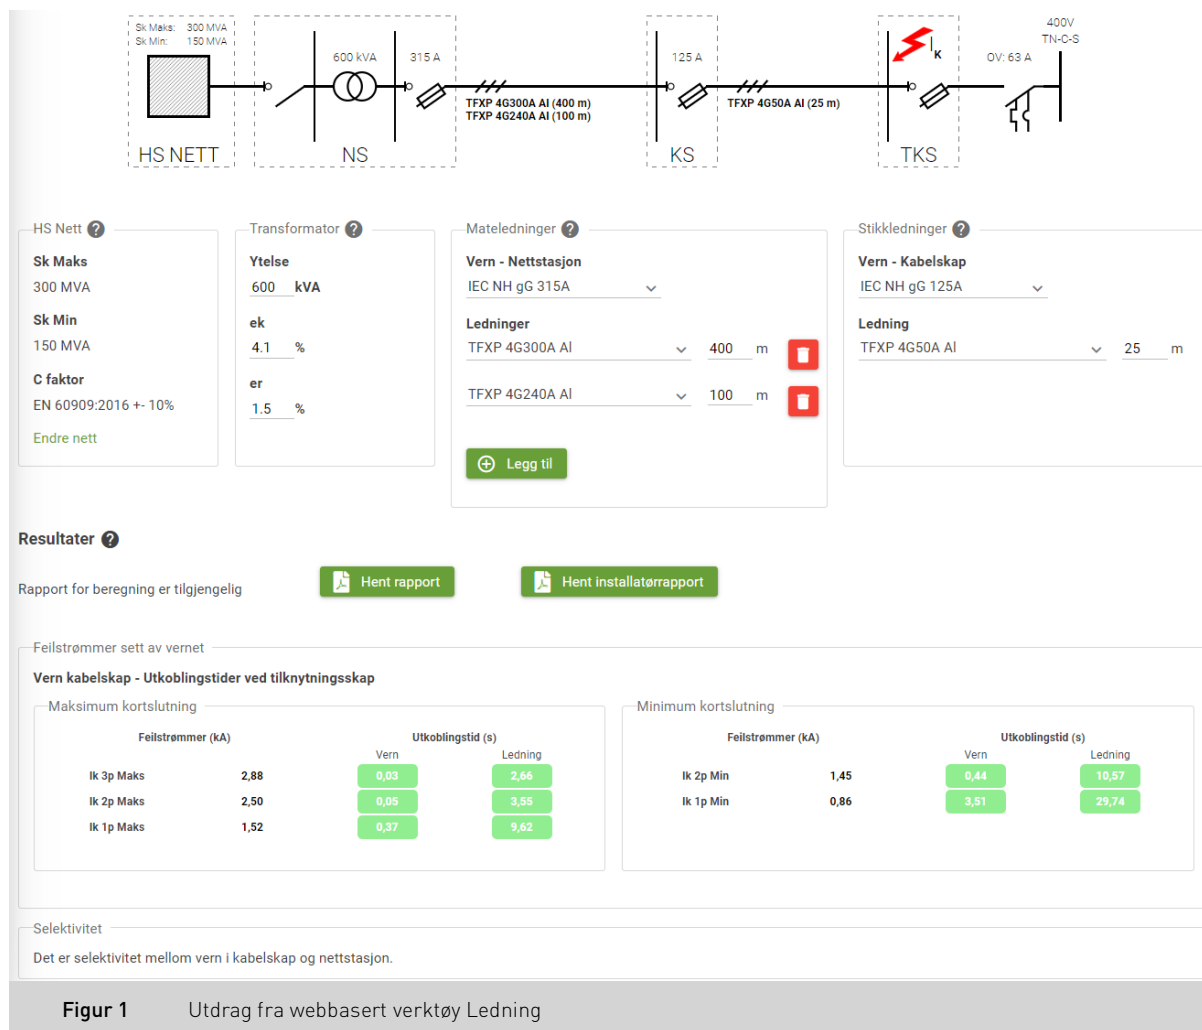 Sk Maks: 300 MVA
Sk Min: 150 MVA
600 kVA
315 A
125 A
I K
OV: 63 A
400V
TN-C-S
TFXP 4G300A Al (400 m)
TFXP 4G240A Al (100 m)
TFXP 4G50A Al (25 m)
HS NETT
NS
KS
TKS
HS Nett ?
Sk Maks
300 MVA
Sk Min
150 MVA
C faktor
EN 60909:2016 +- 10%
Endre nett
Transformator ?
Ytelse
600 kVA
ek
4.1 %
er
1.5 %
Mateledninger ?
Vern - Nettstasjon
IEC NH gG 315A
Ledninger
TFXP 4G300A Al 400 m
TFXP 4G240A Al 100 m
Legg til
Stikkledninger ?
Vern - Kabelskap
IEC NH gG 125A
Ledning
TFXP 4G50A Al 25 m
Resultater ?
Rapport for beregning er tilgjengelig Hent rapport Hent installatørrapport
Feilstrømmer sett av vernet
Vern kabelskap - Utkoblingstider ved tilknytningsskap
Maksimum kortslutning
Feilstrømmer (kA) Utkoblingstid (s)
Vern Ledning
Ik 3p Maks 2,88 0,03 2,66
Ik 2p Maks 2,50 0,05 3,55
Ik 1p Maks 1,52 0,37 9,62
Minimum kortslutning
Feilstrømmer (kA) Utkoblingstid (s)
Vern Ledning
Ik 2p Min 1,45 0,44 10,57
Ik 1p Min 0,86 3,51 29,74
Selektivitet
Det er selektivitet mellom vern i kabelskap og nettstasjon.
Figur 1 Utdrag fra webbasert verktøy Ledning